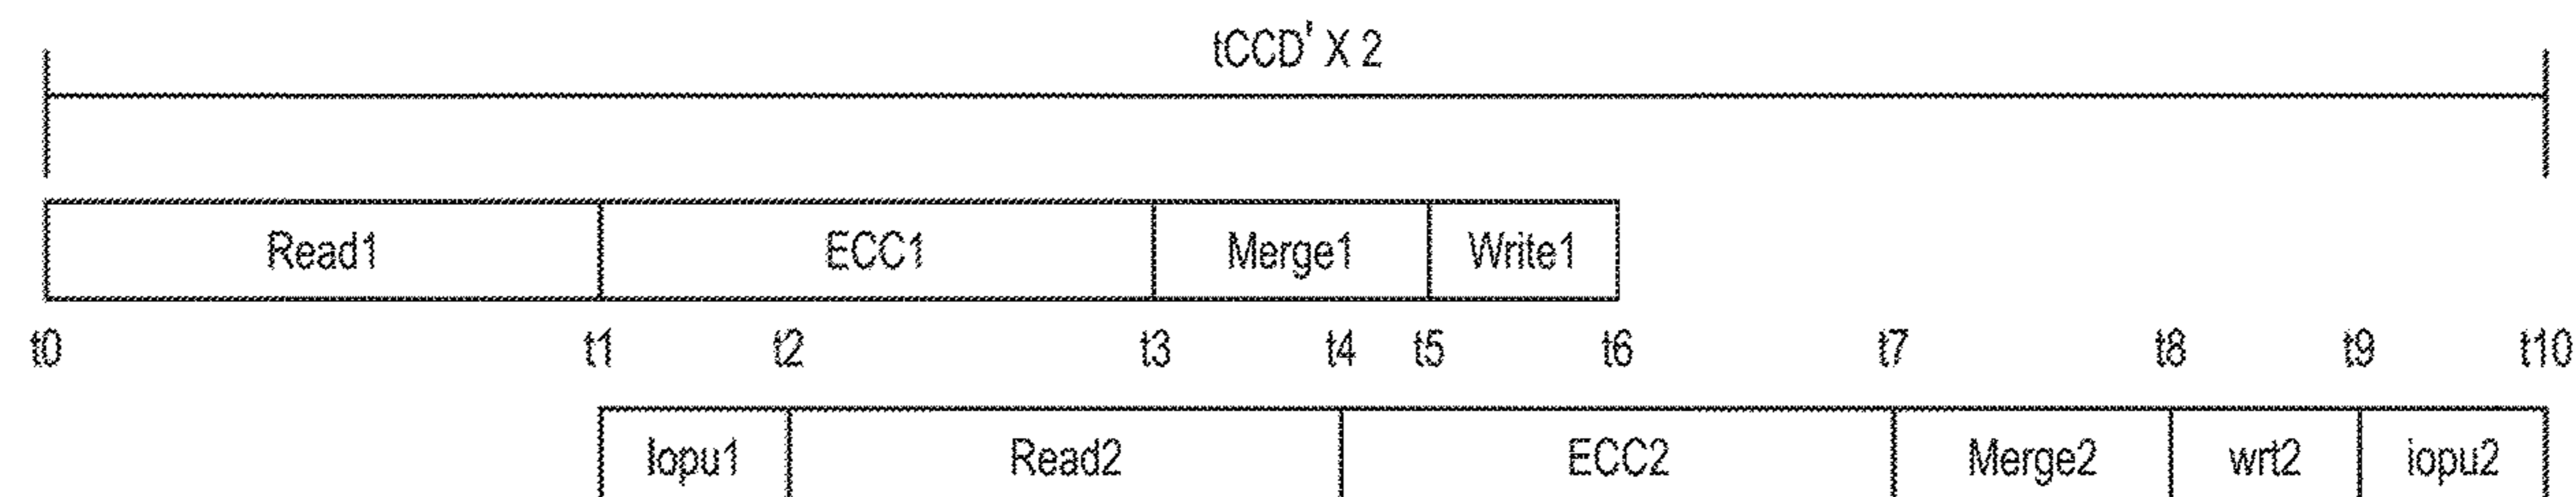 tCCD' X 2
Read1 ECC1 Merge1 Write1
t0 t1 t2 t3 t4 t5 t6 t7 t8 t9 t10
Iopu1 Read2 ECC2 Merge2 wrt2 iopu2